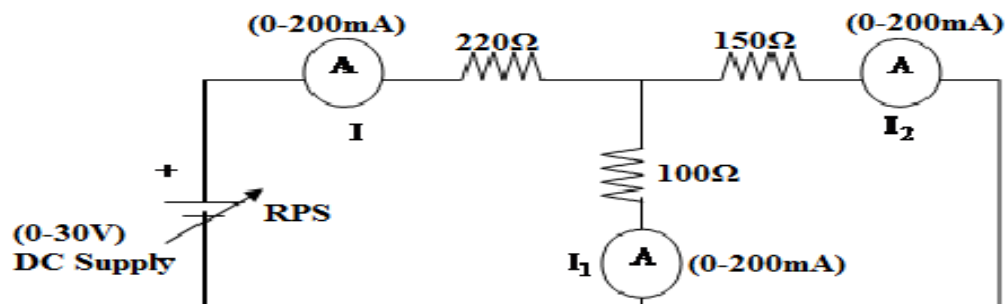 (0-200mA)
220Ω
150Ω
(0-200mA)
A
A
I
I₂
+
100Ω
RPS
(0-30V)
DC Supply
I₁
A
(0-200mA)